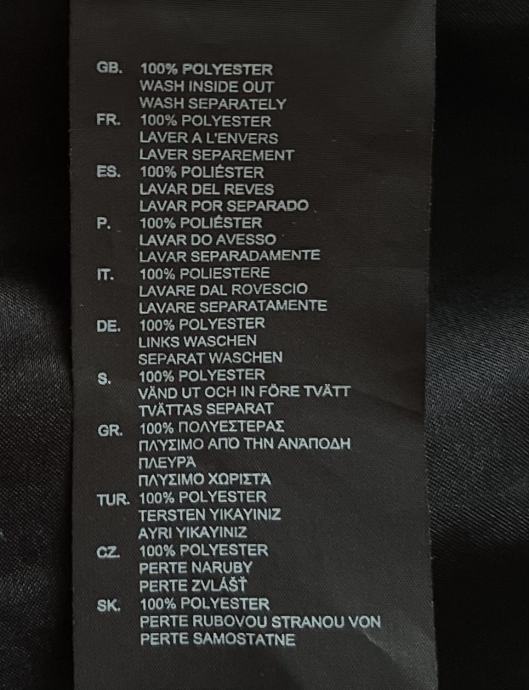 GB. 100% POLYESTER
WASH INSIDE OUT
WASH SEPARATELY
FR. 100% POLYESTER
LAVER A L'ENVERS
LAVER SEPAREMENT
ES. 100% POLIÉSTER
LAVAR DEL REVES
LAVAR POR SEPARADO
P. 100% POLIÉSTER
LAVAR DO AVESSO
LAVAR SEPARADAMENTE
IT. 100% POLIESTERE
LAVARE DAL ROVESCIO
LAVARE SEPARATAMENTE
DE. 100% POLYESTER
LINKS WASCHEN
SEPARAT WASCHEN
S. 100% POLYESTER
VÄND UT OCH IN FÖRE TVÄTT
TVÄTTAS SEPARAT
GR. 100% ΠΟΛΥΕΣΤΕΡΑΣ
ΠΛΥΣΙΜΟ ΑΠΌ ΤΗΝ ΑΝΆΠΟΔΗ
ΠΛΕΥΡΆ
ΠΛΥΣΙΜΟ ΧΩΡΙΣΤΆ
TUR. 100% POLYESTER
TERSTEN YIKAYINIZ
AYRI YIKAYINIZ
CZ. 100% POLYESTER
PERTE NARUBY
PERTE ZVLÁŠŤ
SK. 100% POLYESTER
PERTE RUBOVOU STRANOU VON
PERTE SAMOSTATNE